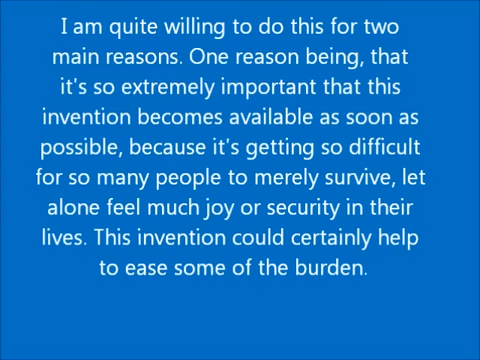 I am quite willing to do this for two
main reasons. One reason being, that
it's so extremely important that this
invention becomes available as soon as
possible, because it's getting so difficult
for so many people to merely survive, let
alone feel much joy or security in their
lives. This invention could certainly help
to ease some of the burden.